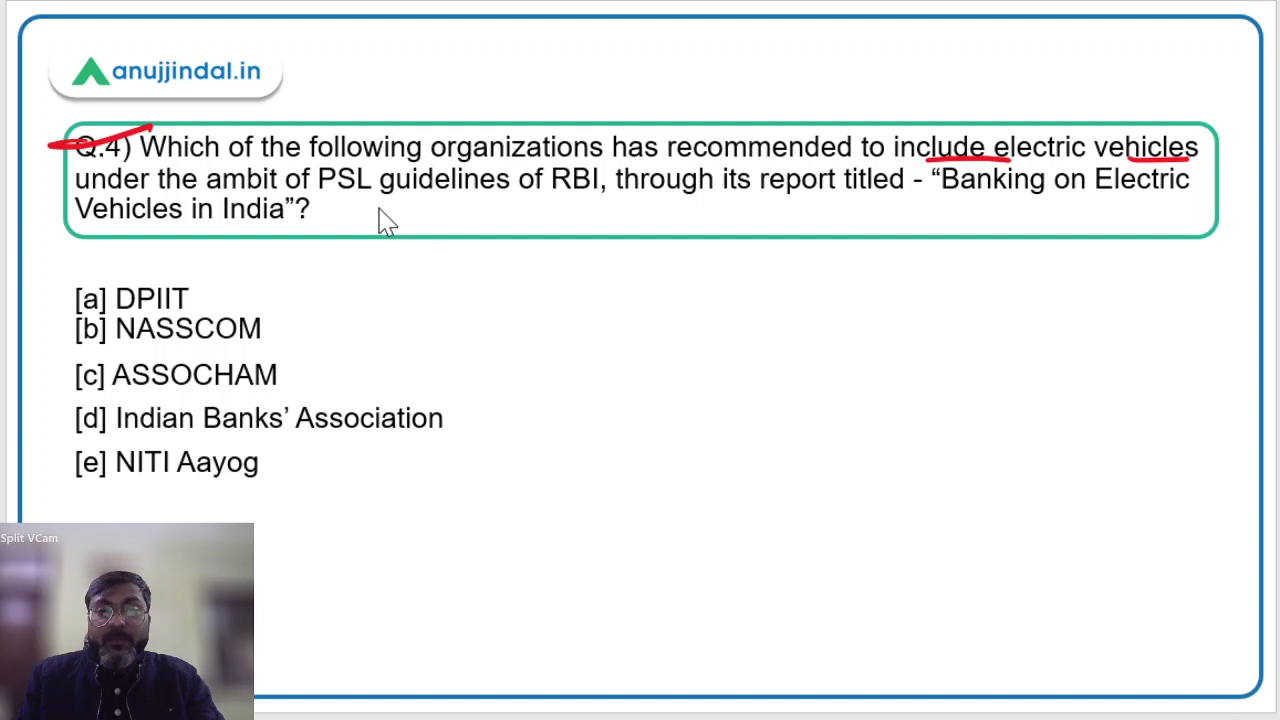 anujjindal.in
Q.4) Which of the following organizations has recommended to include electric vehicles
under the ambit of PSL guidelines of RBI, through its report titled - “Banking on Electric
Vehicles in India”?
[a] DPIIT
[b] NASSCOM
[c] ASSOCHAM
[d] Indian Banks’ Association
[e] NITI Aayog
Split VCam